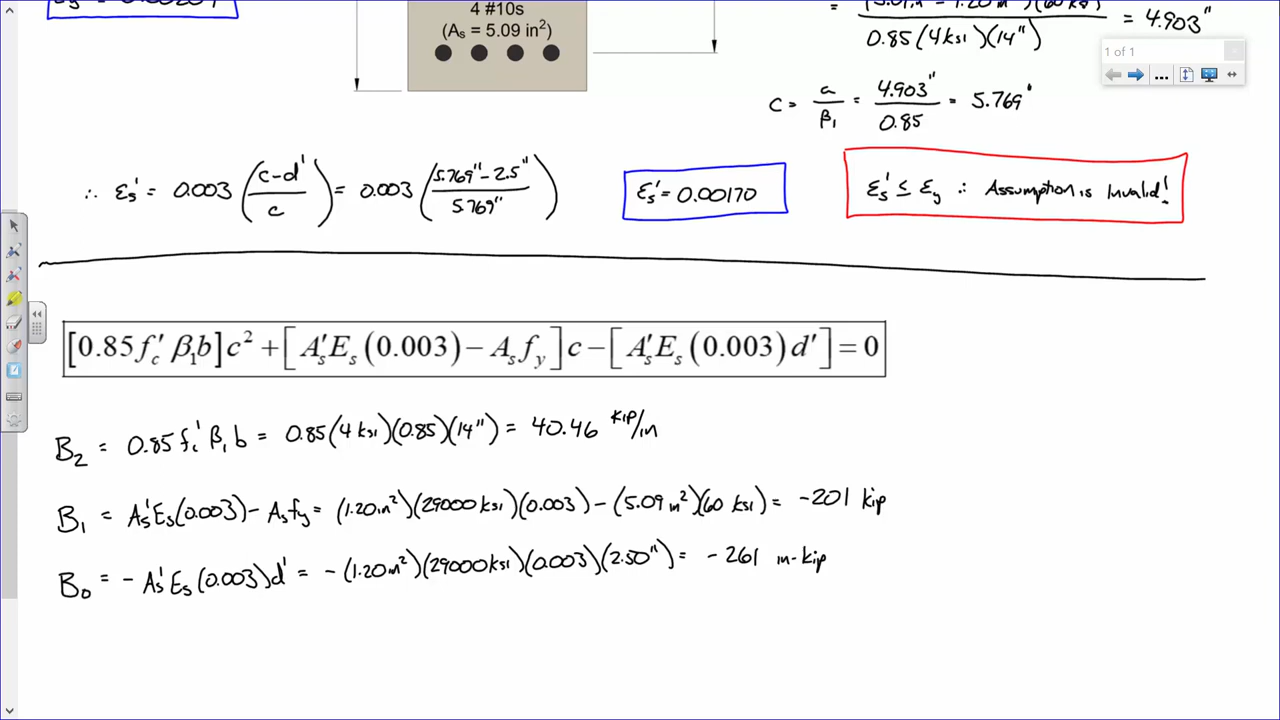 4 #10s
(As = 5.09 in²)
= 4.903"
0.85(4ksi)(14")
1 of 1
c = a/β₁ = 4.903"/0.85 = 5.769"
∴ εs' = 0.003 ((c-d')/c) = 0.003 ((5.769" - 2.5")/5.769")
εs' = 0.00170
εs' ≤ εy ∴ Assumption is Invalid!
[0.85f'c β₁b]c² + [A's Es(0.003) − As fy]c − [A's Es(0.003)d'] = 0
B₂ = 0.85 fc' β₁ b = 0.85(4 ksi)(0.85)(14") = 40.46 kip/in
B₁ = As'Es(0.003) - Asfy = (1.20in²)(29000ksi)(0.003) - (5.09 in²)(60 ksi) = -201 kip
B₀ = - As'Es(0.003)d' = - (1.20in²)(29000ksi)(0.003)(2.50") = -261 in-kip